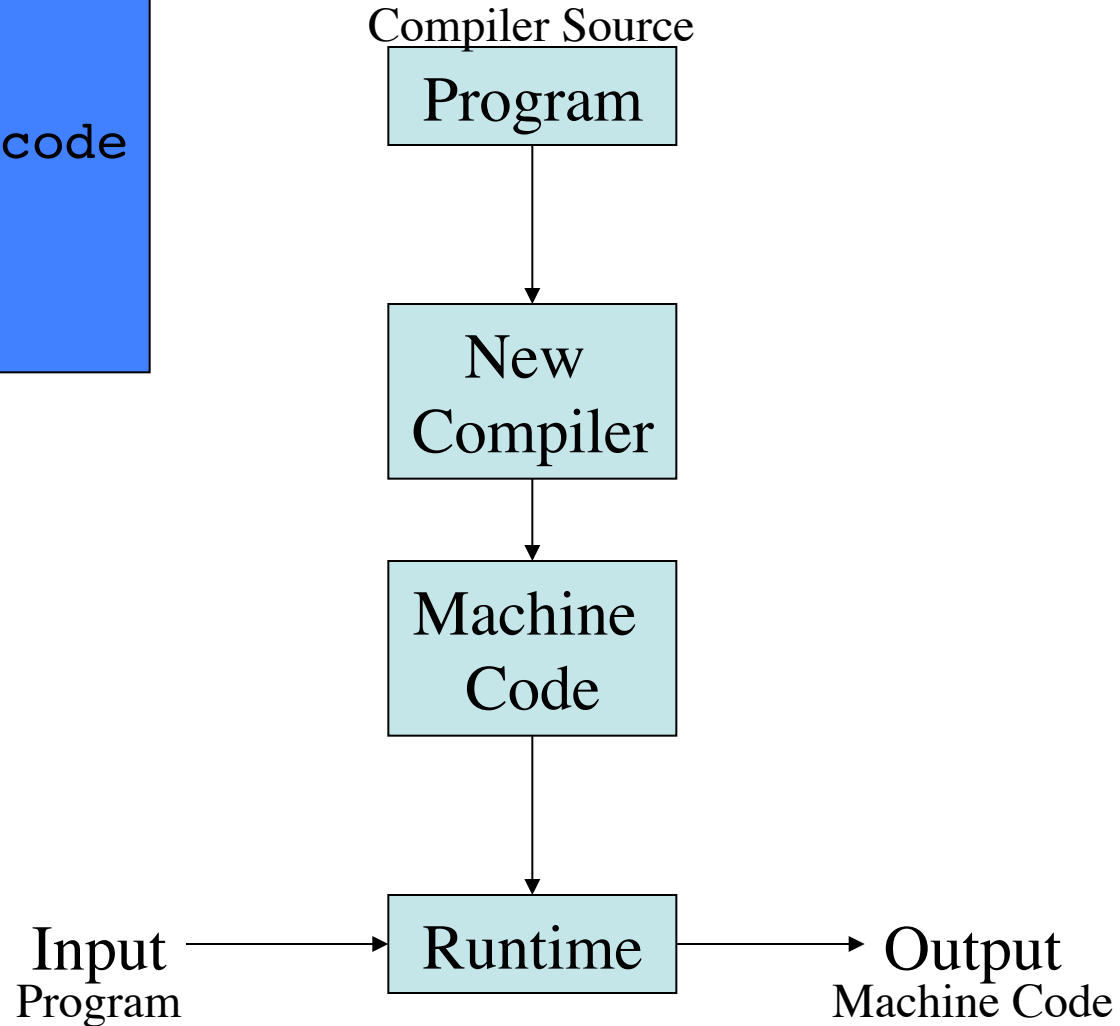 Compiler Source
Program
code
New
Compiler
Machine
Code
Input
Program
Runtime
Output
Machine Code